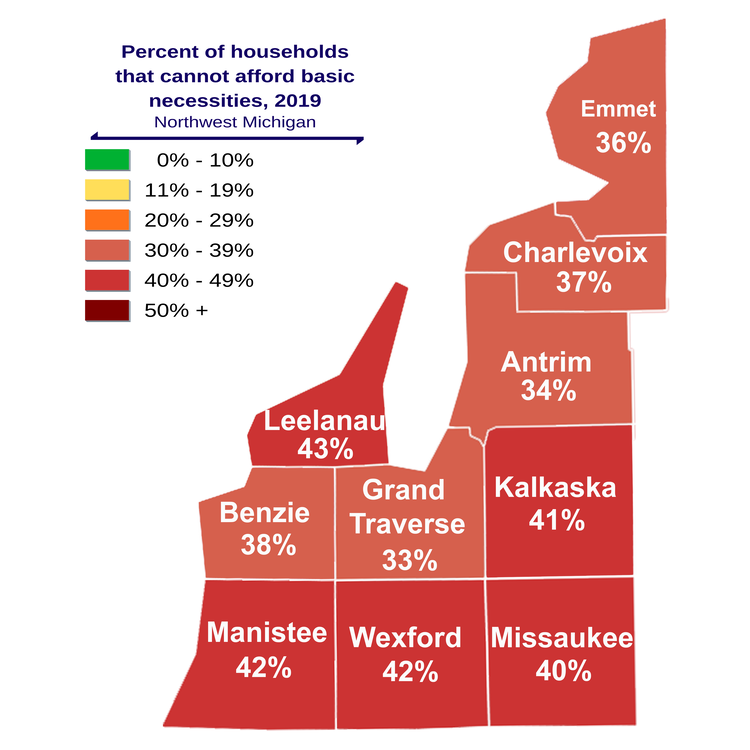 Percent of households
that cannot afford basic
necessities, 2019
Northwest Michigan
0% - 10%
11% - 19%
20% - 29%
30% - 39%
40% - 49%
50% +
Emmet
36%
Charlevoix
37%
Antrim
34%
Leelanau
43%
Kalkaska
41%
Grand
Traverse
33%
Benzie
38%
Manistee
42%
Wexford
42%
Missaukee
40%